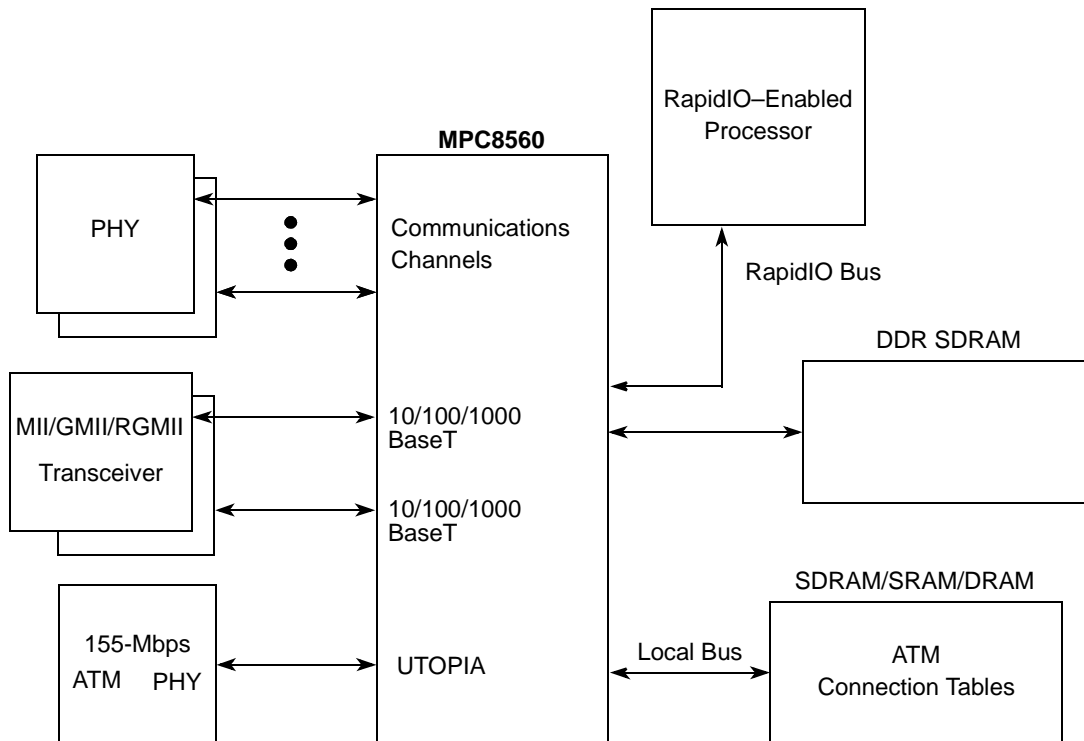 RapidIO–Enabled
Processor
MPC8560
PHY
Communications
Channels
RapidIO Bus
DDR SDRAM
MII/GMII/RGMII
Transceiver
10/100/1000
BaseT
10/100/1000
BaseT
SDRAM/SRAM/DRAM
155-Mbps
ATM PHY
UTOPIA
Local Bus
ATM
Connection Tables